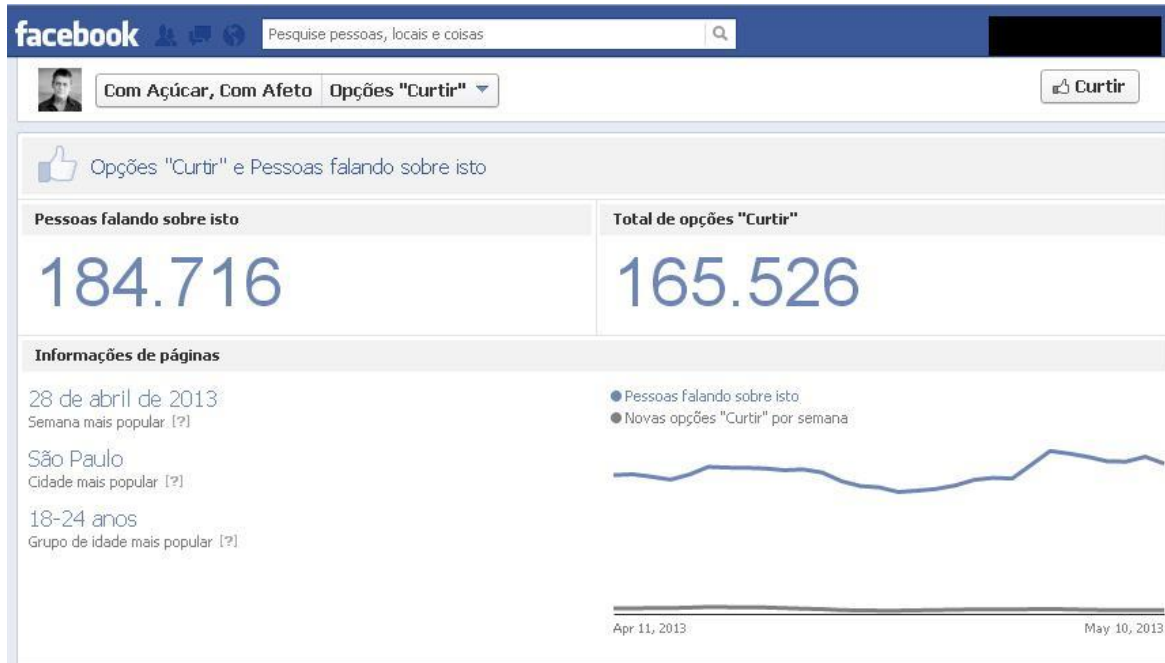 facebook
Pesquise pessoas, locais e coisas
Com Açúcar, Com Afeto Opções "Curtir"
Curtir
Opções "Curtir" e Pessoas falando sobre isto
Pessoas falando sobre isto
184.716
Total de opções "Curtir"
165.526
Informações de páginas
28 de abril de 2013
Semana mais popular [?]
São Paulo
Cidade mais popular [?]
18-24 anos
Grupo de idade mais popular [?]
Pessoas falando sobre isto
Novas opções "Curtir" por semana
Apr 11, 2013
May 10, 2013